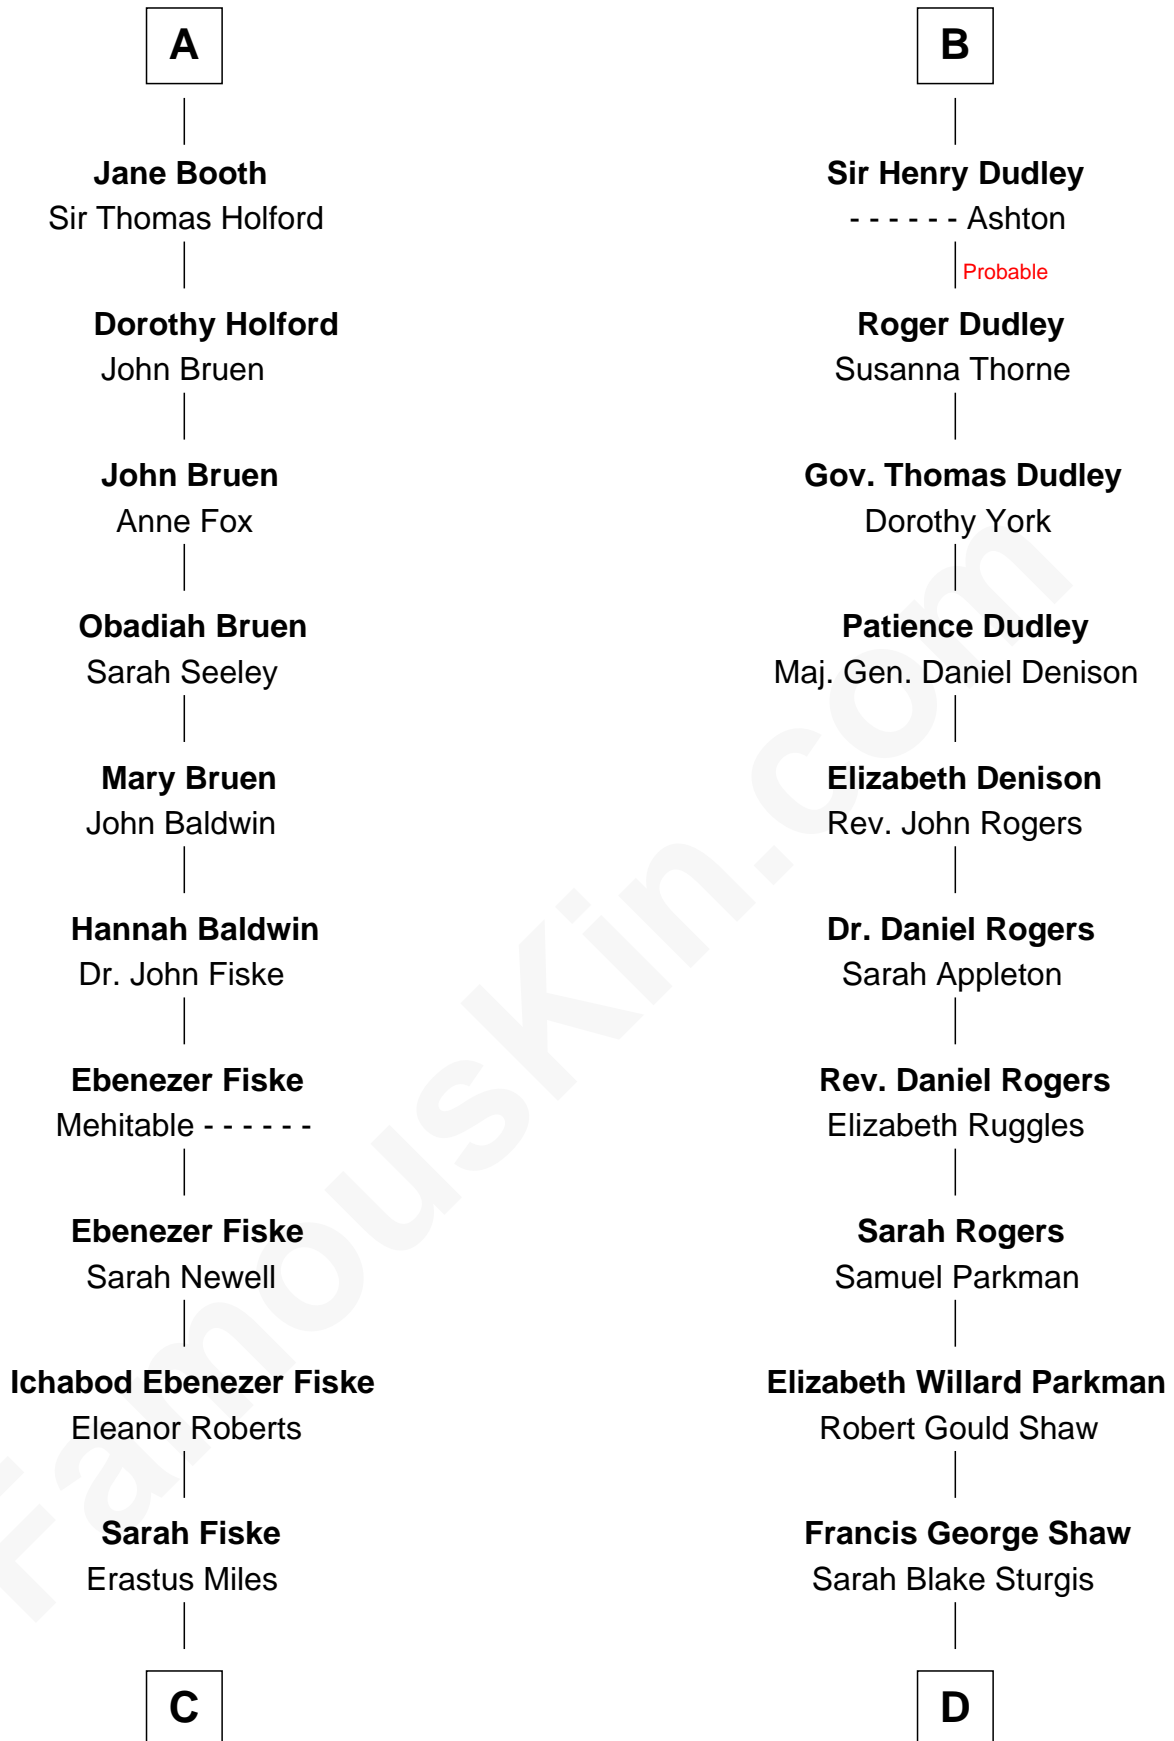 A
Jane Booth
Sir Thomas Holford
Dorothy Holford
John Bruen
John Bruen
Anne Fox
Obadiah Bruen
Sarah Seeley
Mary Bruen
John Baldwin
Hannah Baldwin
Dr. John Fiske
Ebenezer Fiske
Mehitable - - - - - -
Ebenezer Fiske
Sarah Newell
Ichabod Ebenezer Fiske
Eleanor Roberts
Sarah Fiske
Erastus Miles
C
B
Sir Henry Dudley
- - - - - - Ashton
Probable
Roger Dudley
Susanna Thorne
Gov. Thomas Dudley
Dorothy York
Patience Dudley
Maj. Gen. Daniel Denison
Elizabeth Denison
Rev. John Rogers
Dr. Daniel Rogers
Sarah Appleton
Rev. Daniel Rogers
Elizabeth Ruggles
Sarah Rogers
Samuel Parkman
Elizabeth Willard Parkman
Robert Gould Shaw
Francis George Shaw
Sarah Blake Sturgis
D
FamousKin.com